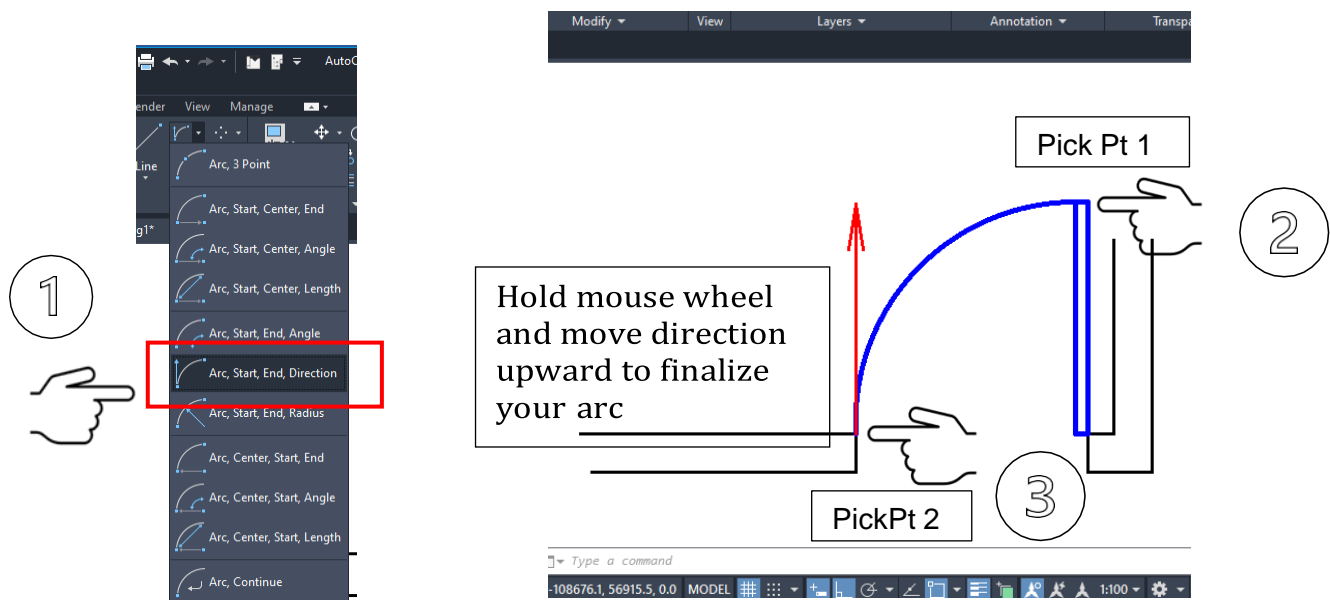 AutoC
ender View Manage
Line
g1*
Arc, 3 Point
Arc, Start, Center, End
Arc, Start, Center, Angle
Arc, Start, Center, Length
Arc, Start, End, Angle
Arc, Start, End, Direction
Arc, Start, End, Radius
Arc, Center, Start, End
Arc, Center, Start, Angle
Arc, Center, Start, Length
Arc, Continue
1
Modify View Layers Annotation Transpa
Pick Pt 1
2
Hold mouse wheel
and move direction
upward to finalize
your arc
PickPt 2
3
Type a command
-108676.1, 56915.5, 0.0 MODEL 1:100